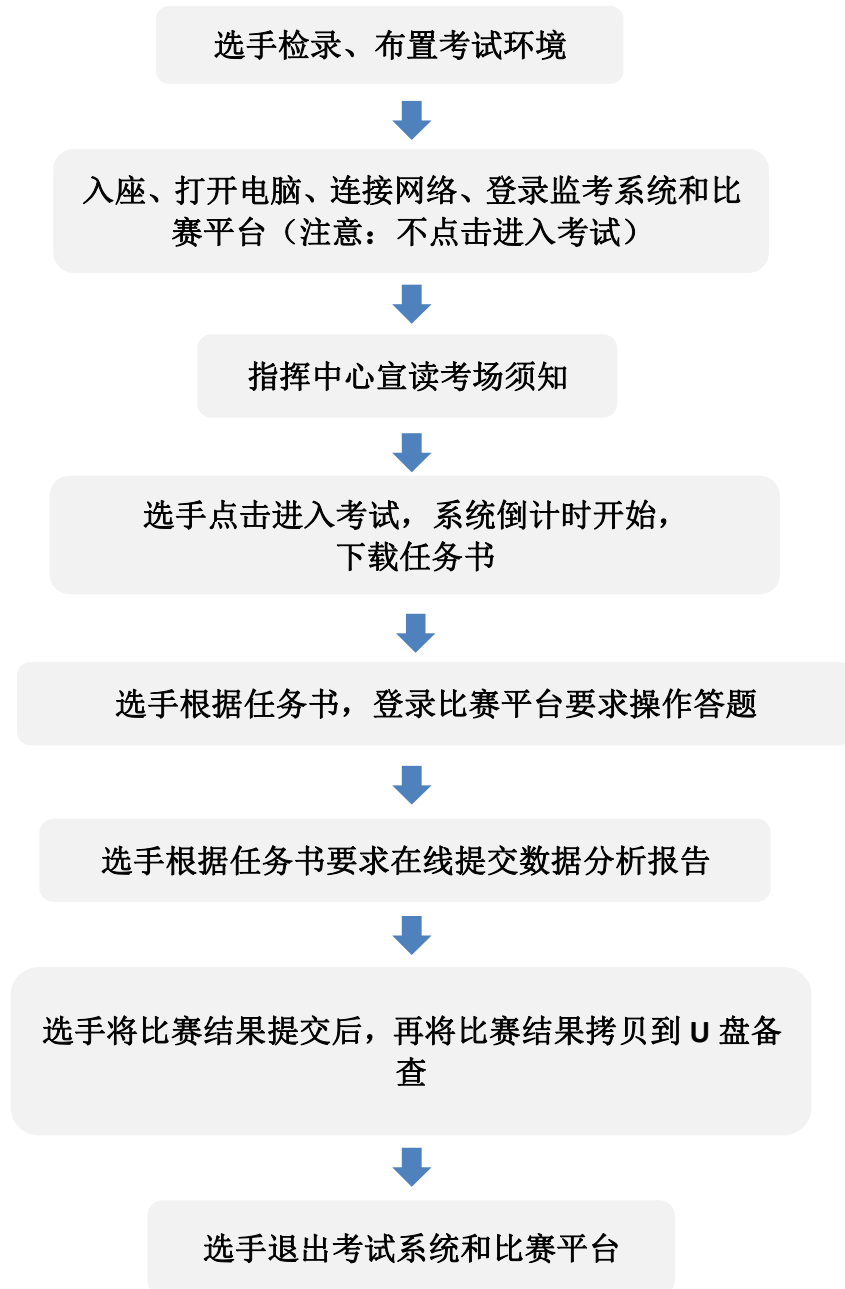 选手检录、布置考试环境
入座、打开电脑、连接网络、登录监考系统和比
赛平台（注意：不点击进入考试）
指挥中心宣读考场须知
选手点击进入考试，系统倒计时开始，
下载任务书
选手根据任务书，登录比赛平台要求操作答题
选手根据任务书要求在线提交数据分析报告
选手将比赛结果提交后，再将比赛结果拷贝到 U 盘备
查
选手退出考试系统和比赛平台